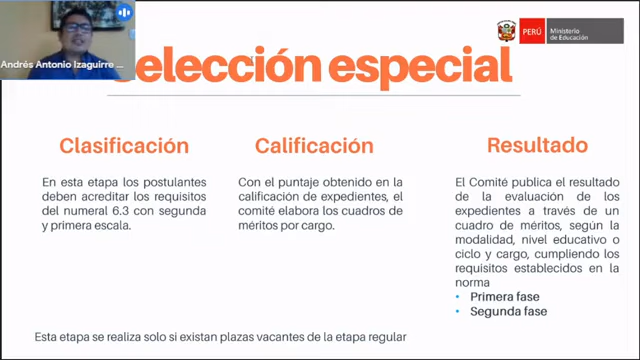 Andrés Antonio Izaguirre ...
PERÚ
Ministerio
de Educación
elección especial
Clasificación
En esta etapa los postulantes
deben acreditar los requisitos
del numeral 6.3 con segunda
y primera escala.
Calificación
Con el puntaje obtenido en la
calificación de expedientes, el
comité elabora los cuadros de
méritos por cargo.
Resultado
El Comité publica el resultado
de la evaluación de los
expedientes a través de un
cuadro de méritos, según la
modalidad, nivel educativo o
ciclo y cargo, cumpliendo los
requisitos establecidos en la
norma
• Primera fase
• Segunda fase
Esta etapa se realiza solo si existan plazas vacantes de la etapa regular